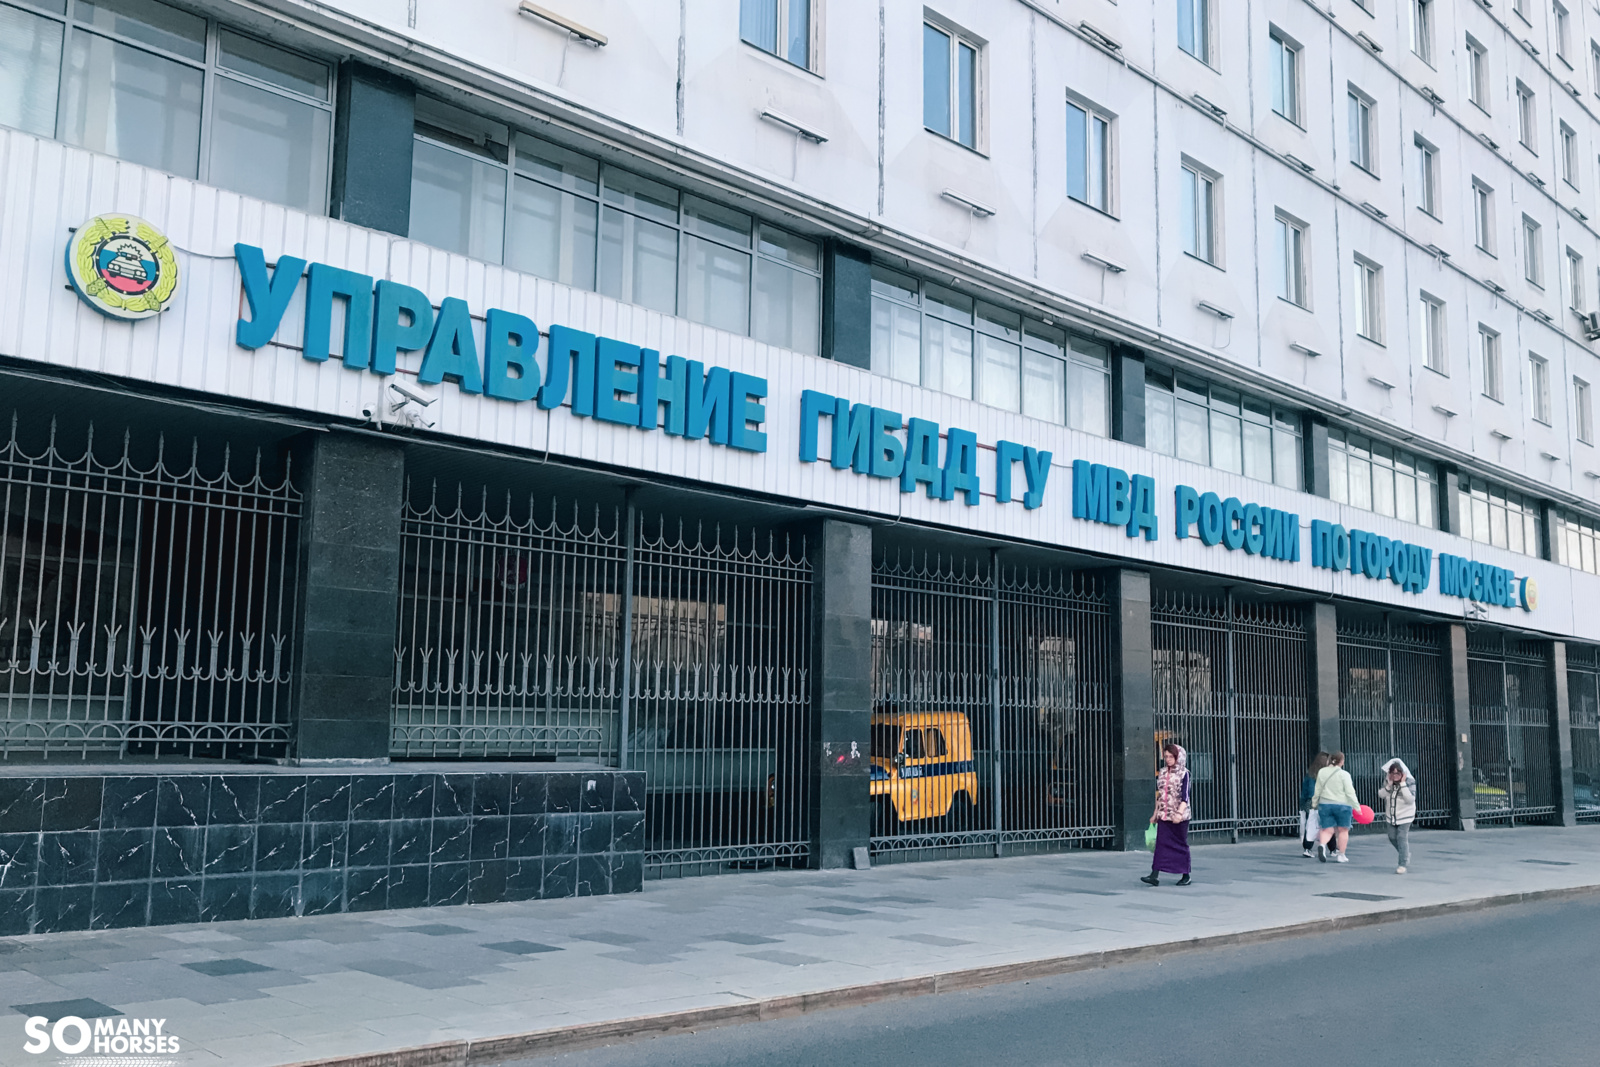 УПРАВЛЕНИЕ ГИБДД ГУ МВД РОССИИ ПО ГОРОДУ МОСКВЕ
SO MANY HORSES